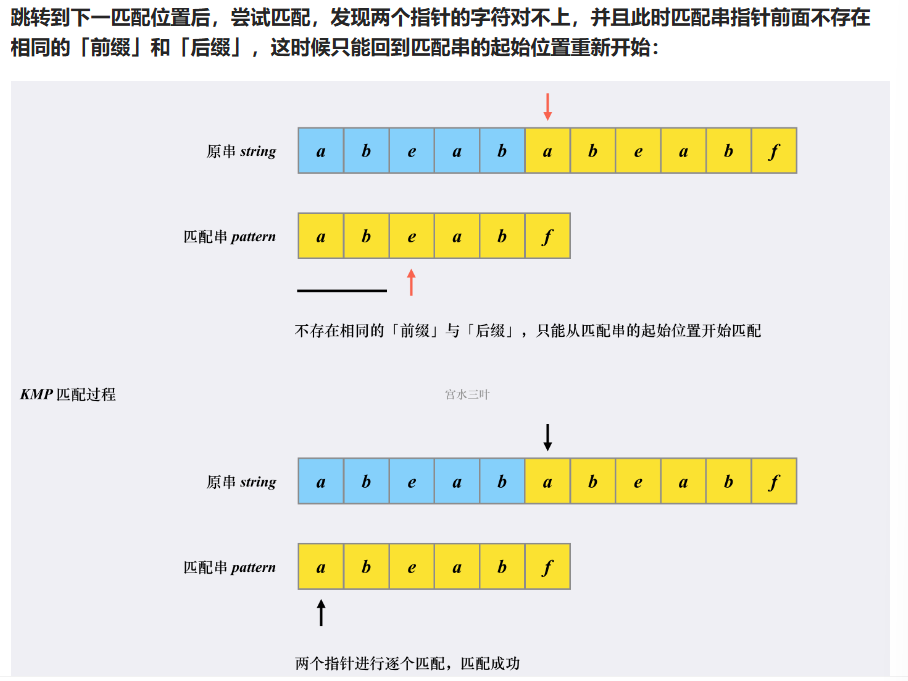 跳转到下一匹配位置后，尝试匹配，发现两个指针的字符对不上，并且此时匹配串指针前面不存在
相同的「前缀」和「后缀」，这时候只能回到匹配串的起始位置重新开始：
原串 string a b e a b a b e a b f
匹配串 pattern a b e a b f
不存在相同的「前缀」与「后缀」，只能从匹配串的起始位置开始匹配
KMP 匹配过程
宫水三叶
原串 string a b e a b a b e a b f
匹配串 pattern a b e a b f
两个指针进行逐个匹配，匹配成功